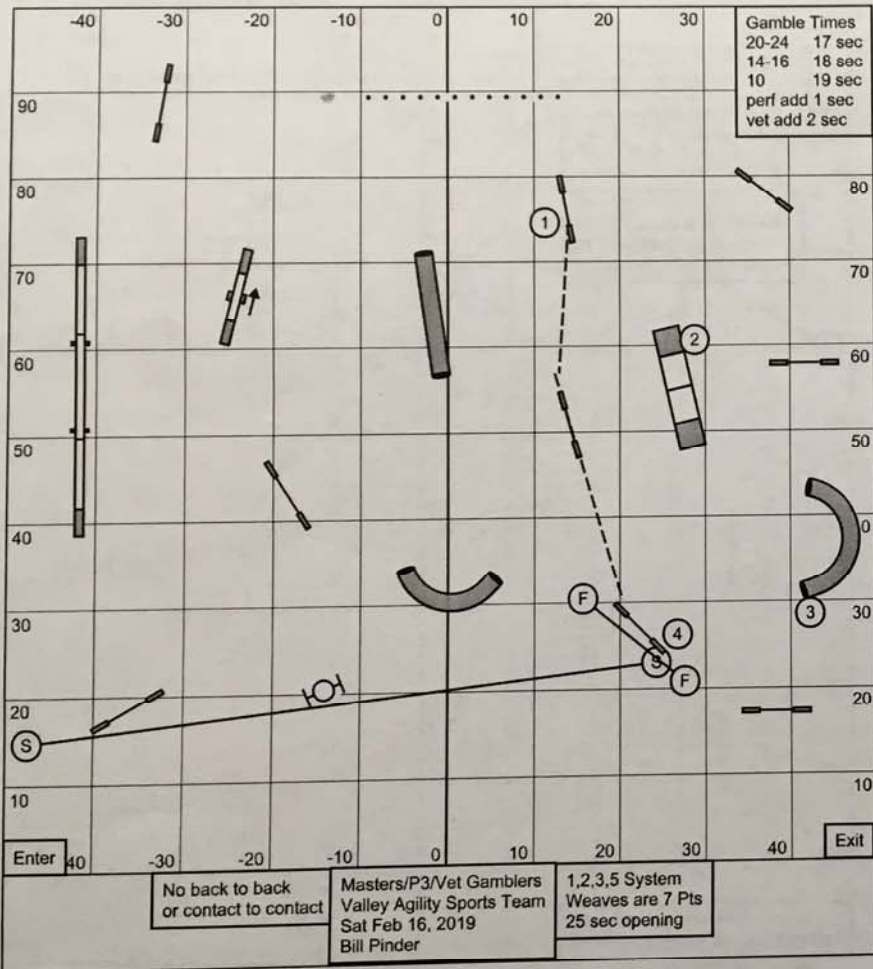 -40 -30 -20 -10 0 10 20 30
Gamble Times
20-24 17 sec
14-16 18 sec
10 19 sec
perf add 1 sec
vet add 2 sec
90
80 80
1
70 70
2
60 60
50 50
40 0
3
30 30
F
4
S
F
20 20
S
10 10
Enter 40 -30 -20 -10 0 10 20 30 Exit
No back to back
or contact to contact
Masters/P3/Vet Gamblers
Valley Agility Sports Team
Sat Feb 16, 2019
Bill Pinder
1,2,3,5 System
Weaves are 7 Pts
25 sec opening